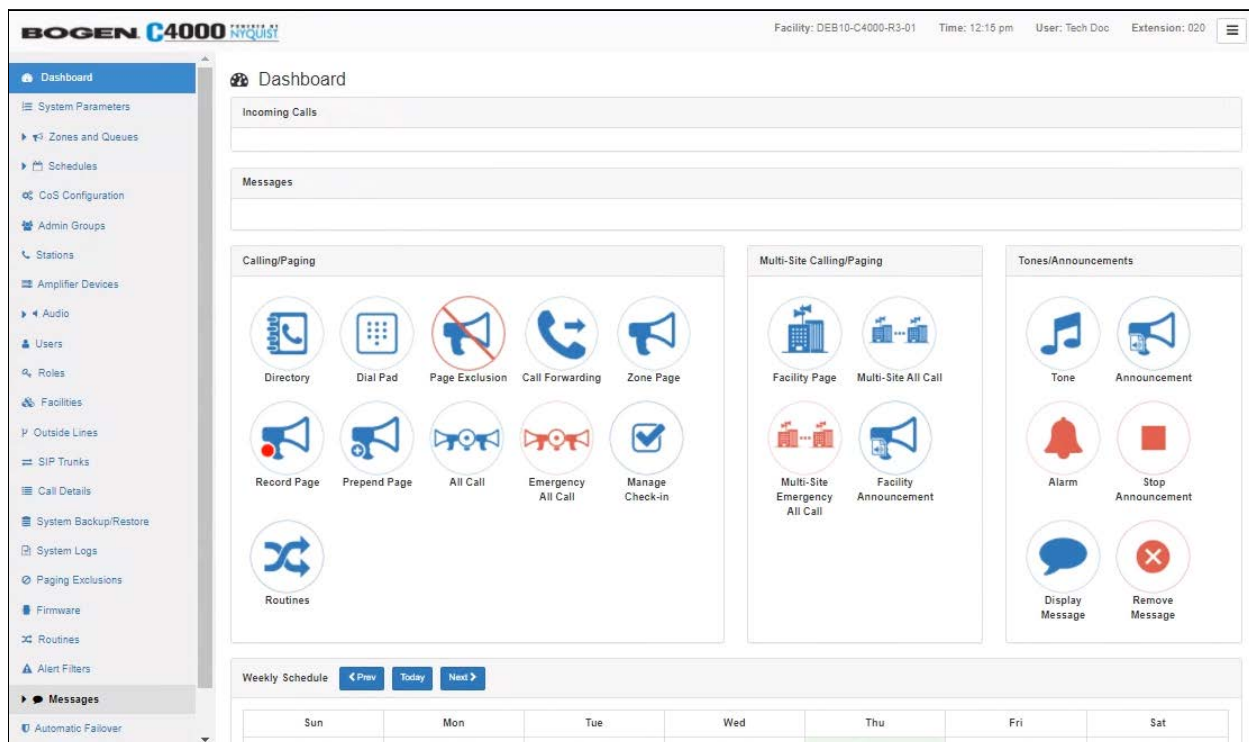 BOGEN C4000 POWERED BY NYQUIST
Facility: DEB10-C4000-R3-01 Time: 12:15 pm User: Tech Doc Extension: 020
Dashboard
System Parameters
Zones and Queues
Schedules
CoS Configuration
Admin Groups
Stations
Amplifier Devices
Audio
Users
Roles
Facilities
Outside Lines
SIP Trunks
Call Details
System Backup/Restore
System Logs
Paging Exclusions
Firmware
Routines
Alert Filters
Messages
Automatic Failover
Dashboard
Incoming Calls
Messages
Calling/Paging
Directory
Dial Pad
Page Exclusion
Call Forwarding
Zone Page
Record Page
Prepend Page
All Call
Emergency
All Call
Manage
Check-in
Routines
Multi-Site Calling/Paging
Facility Page
Multi-Site All Call
Multi-Site
Emergency
All Call
Facility
Announcement
Tones/Announcements
Tone
Announcement
Alarm
Stop
Announcement
Display
Message
Remove
Message
Weekly Schedule Prev Today Next
Sun Mon Tue Wed Thu Fri Sat